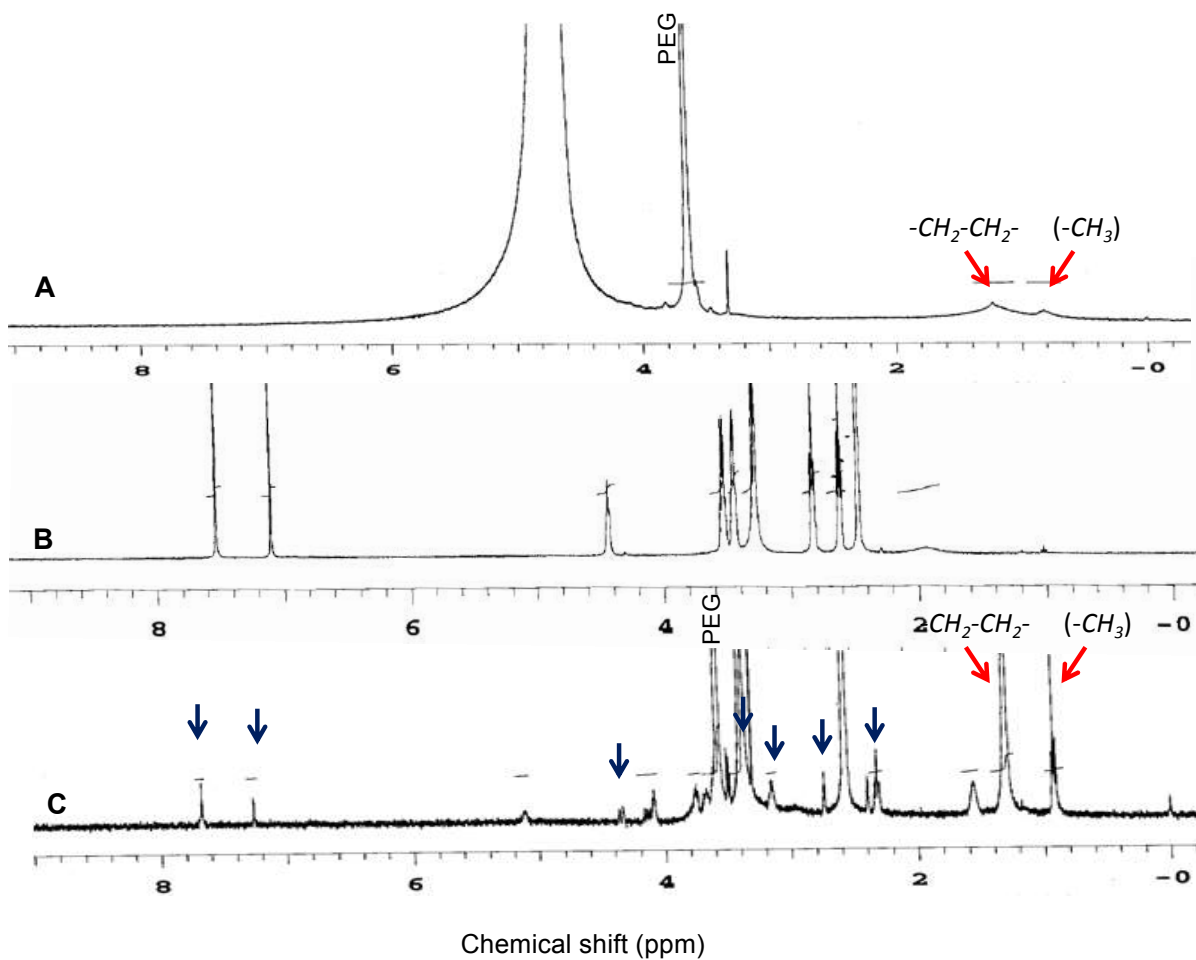 PEG
-CH2-CH2- (-CH3)
A
8 6 4 2 -0
B
8 6 4 2 -0
PEG
-CH2-CH2- (-CH3)
C
8 6 4 2 -0
Chemical shift (ppm)